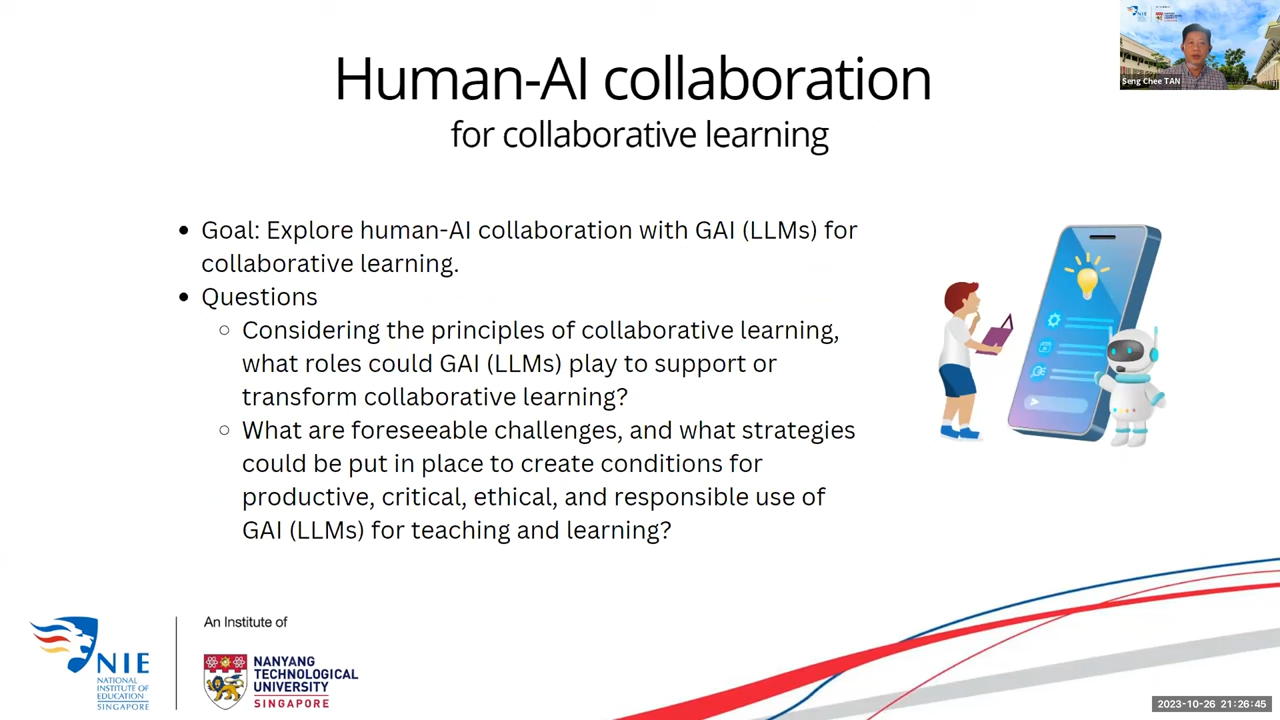 Human-AI collaboration
for collaborative learning
Seng Chee TAN
• Goal: Explore human-AI collaboration with GAI (LLMs) for
collaborative learning.
• Questions
○ Considering the principles of collaborative learning,
what roles could GAI (LLMs) play to support or
transform collaborative learning?
○ What are foreseeable challenges, and what strategies
could be put in place to create conditions for
productive, critical, ethical, and responsible use of
GAI (LLMs) for teaching and learning?
NIE
NATIONAL
INSTITUTE OF
EDUCATION
SINGAPORE
An Institute of
NANYANG
TECHNOLOGICAL
UNIVERSITY
SINGAPORE
2023-10-26 21:26:45